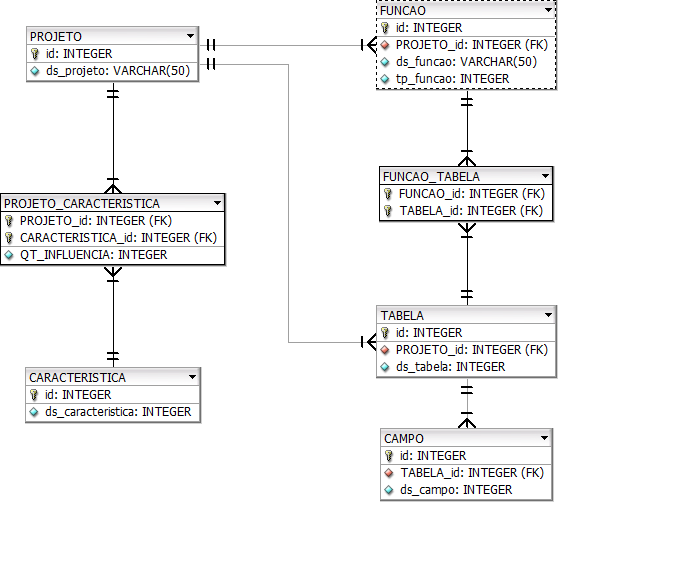 PROJETO
id: INTEGER
ds_projeto: VARCHAR(50)
FUNCAO
id: INTEGER
PROJETO_id: INTEGER (FK)
ds_funcao: VARCHAR(50)
tp_funcao: INTEGER
PROJETO_CARACTERISTICA
PROJETO_id: INTEGER (FK)
CARACTERISTICA_id: INTEGER (FK)
QT_INFLUENCIA: INTEGER
FUNCAO_TABELA
FUNCAO_id: INTEGER (FK)
TABELA_id: INTEGER (FK)
CARACTERISTICA
id: INTEGER
ds_caracteristica: INTEGER
TABELA
id: INTEGER
PROJETO_id: INTEGER (FK)
ds_tabela: INTEGER
CAMPO
id: INTEGER
TABELA_id: INTEGER (FK)
ds_campo: INTEGER